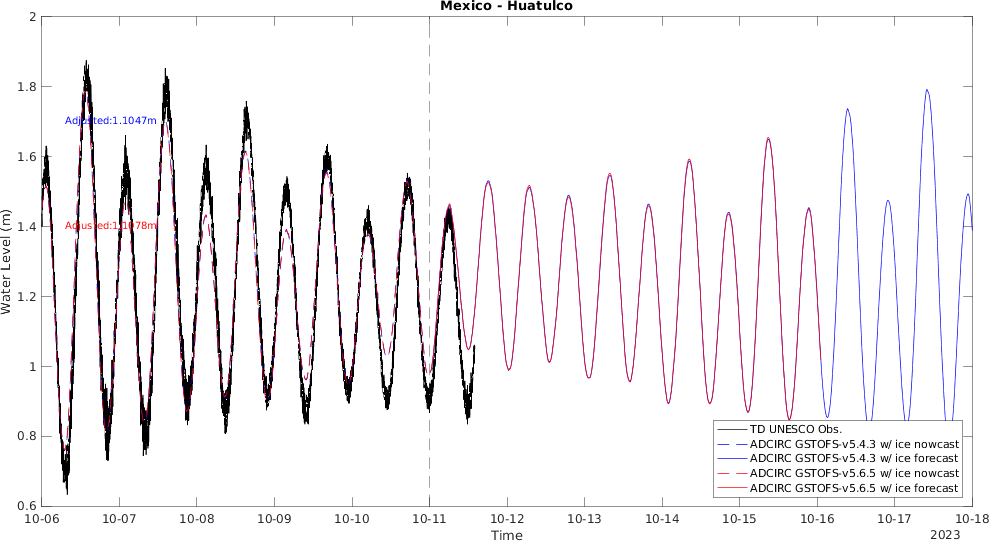 Mexico - Huatulco
2
1.8
1.6
1.4
1.2
1
0.8
0.6
Water Level (m)
Adjusted:1.1047m
Adjusted:1.1078m
TD UNESCO Obs.
ADCIRC GSTOFS-v5.4.3 w/ ice nowcast
ADCIRC GSTOFS-v5.4.3 w/ ice forecast
ADCIRC GSTOFS-v5.6.5 w/ ice nowcast
ADCIRC GSTOFS-v5.6.5 w/ ice forecast
10-06 10-07 10-08 10-09 10-10 10-11 10-12 10-13 10-14 10-15 10-16 10-17 10-18
Time
2023